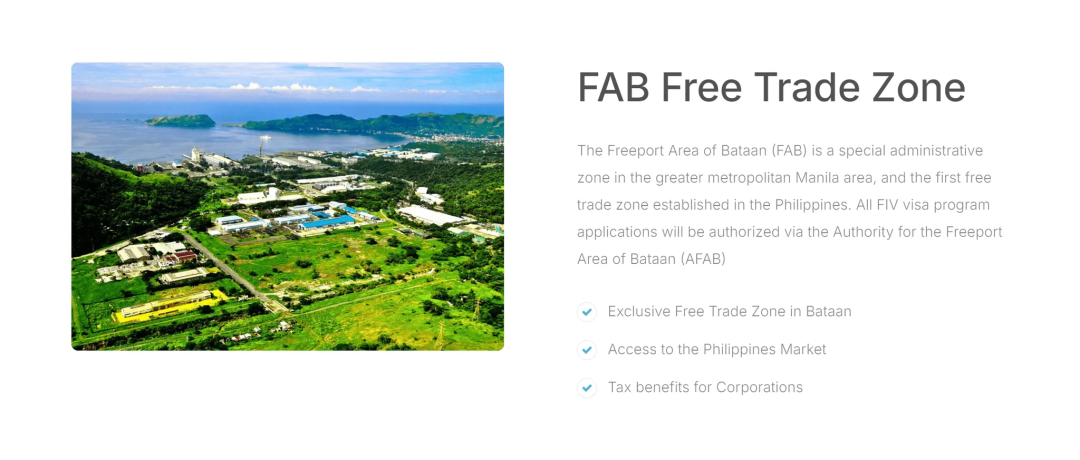 FAB Free Trade Zone
The Freeport Area of Bataan (FAB) is a special administrative
zone in the greater metropolitan Manila area, and the first free
trade zone established in the Philippines. All FIV visa program
applications will be authorized via the Authority for the Freeport
Area of Bataan (AFAB)
Exclusive Free Trade Zone in Bataan
Access to the Philippines Market
Tax benefits for Corporations